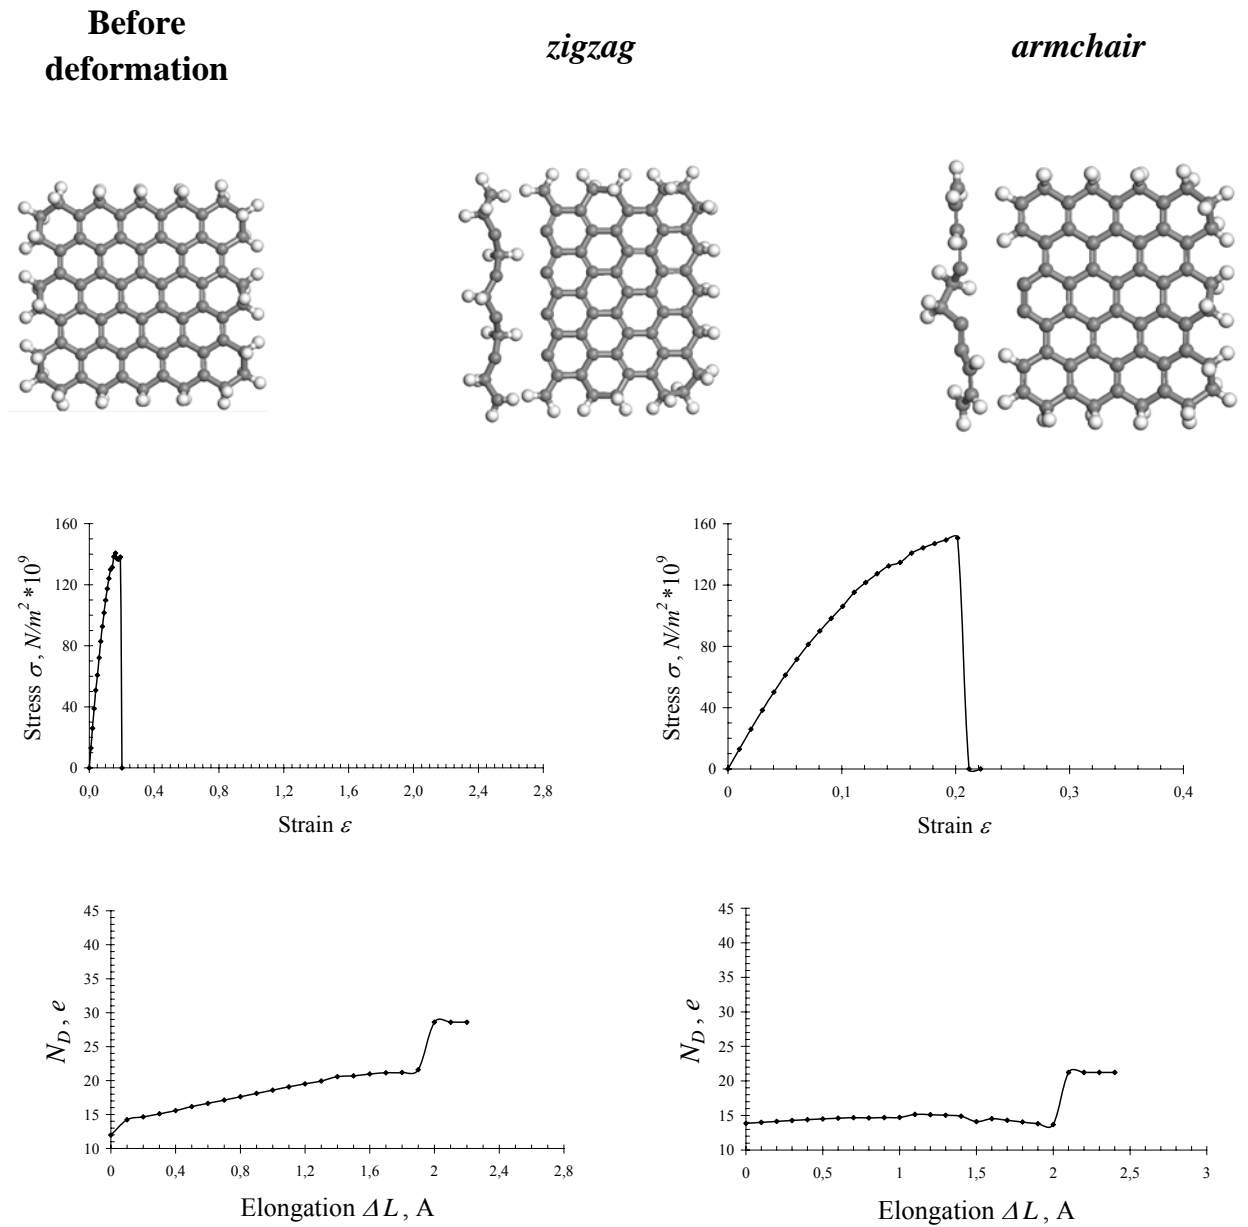 Before
deformation
zigzag
armchair
Stress σ, N/m² *10⁹
160
120
80
40
0
0,0 0,4 0,8 1,2 1,6 2,0 2,4 2,8
Strain ε
Stress σ, N/m² *10⁹
160
120
80
40
0
0 0,1 0,2 0,3 0,4
Strain ε
N_D, e
45
40
35
30
25
20
15
10
0 0,4 0,8 1,2 1,6 2 2,4 2,8
Elongation ΔL, A
N_D, e
45
40
35
30
25
20
15
10
0 0,5 1 1,5 2 2,5 3
Elongation ΔL, A